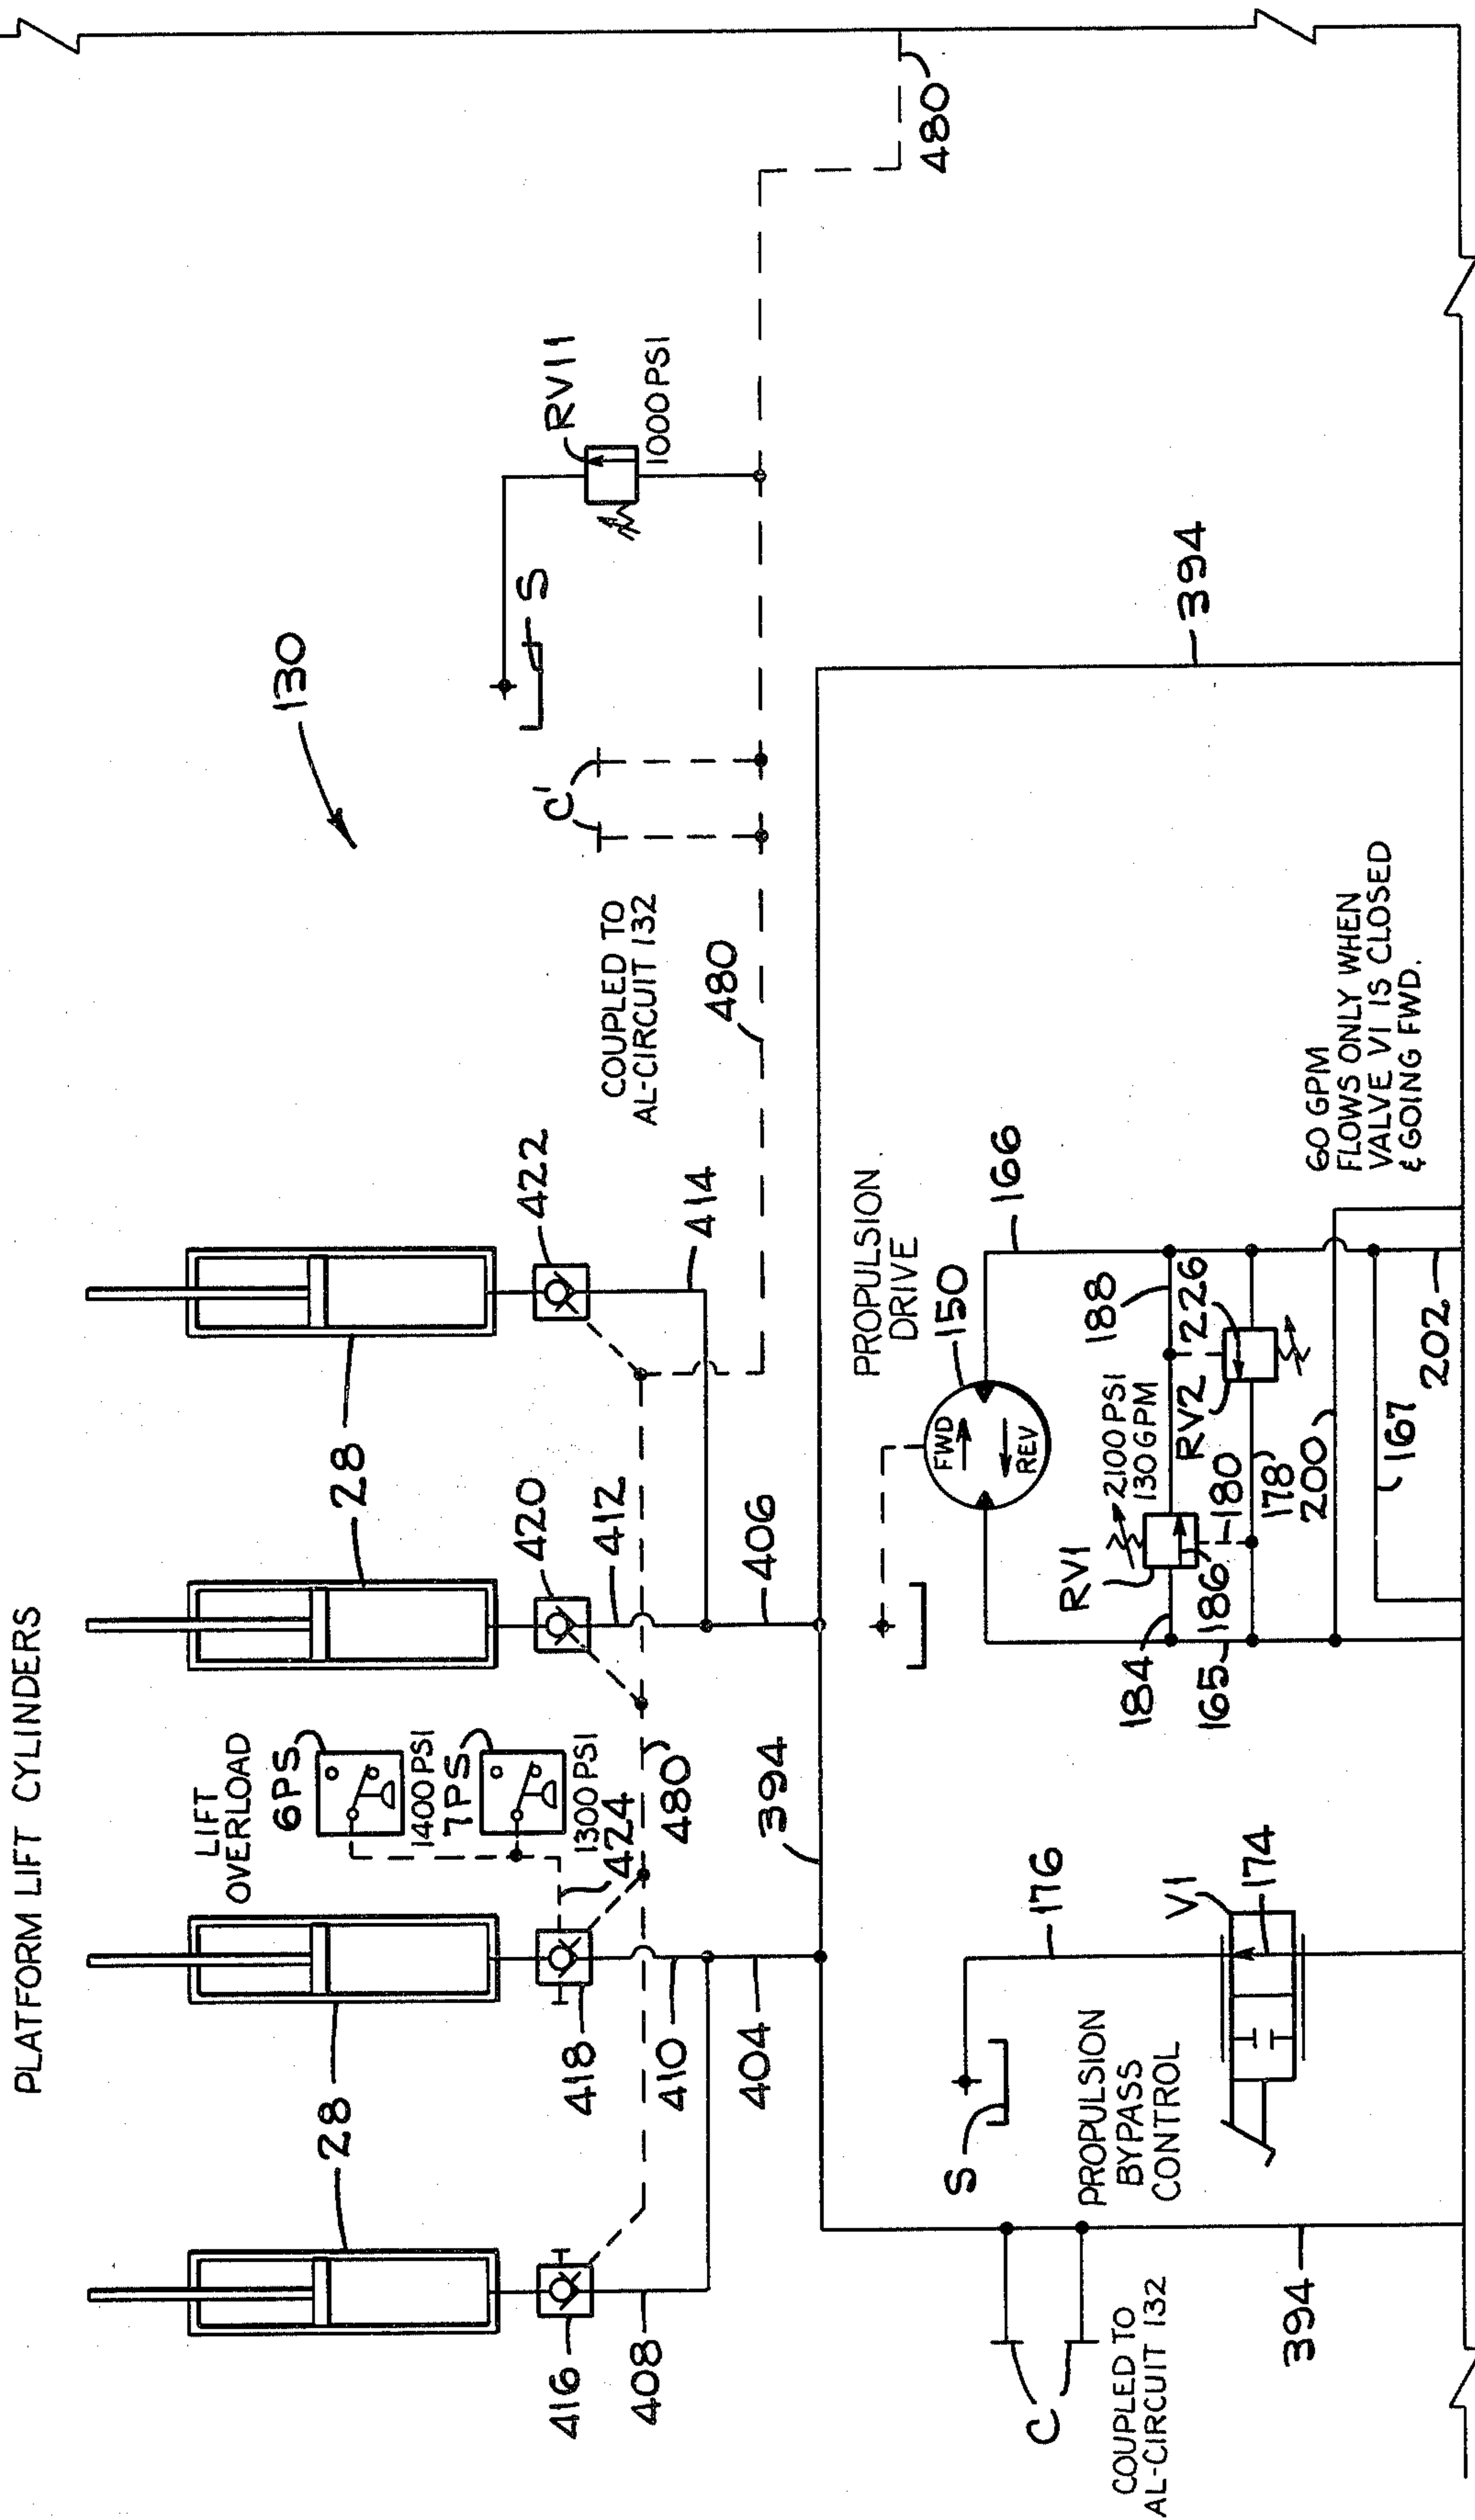 PLATFORM LIFT CYLINDERS
28
28
LIFT
OVERLOAD
6PS
1400 PSI
7PS
1300 PSI
416
418
420
422
424
408
410
412
414
404
406
480
480
480
394
394
394
130
COUPLED TO
AL-CIRCUIT 132
C'
S
RV11
1000 PSI
C
COUPLED TO
AL-CIRCUIT 132
S
PROPULSION
BYPASS
CONTROL
176
V1
174
PROPULSION
DRIVE
150
FWD
REV
166
184
165
RV1
186
2100 PSI
130 GPM
180
RV2
178
188
226
200
167
202
60 GPM
FLOWS ONLY WHEN
VALVE V1 IS CLOSED
& GOING FWD.